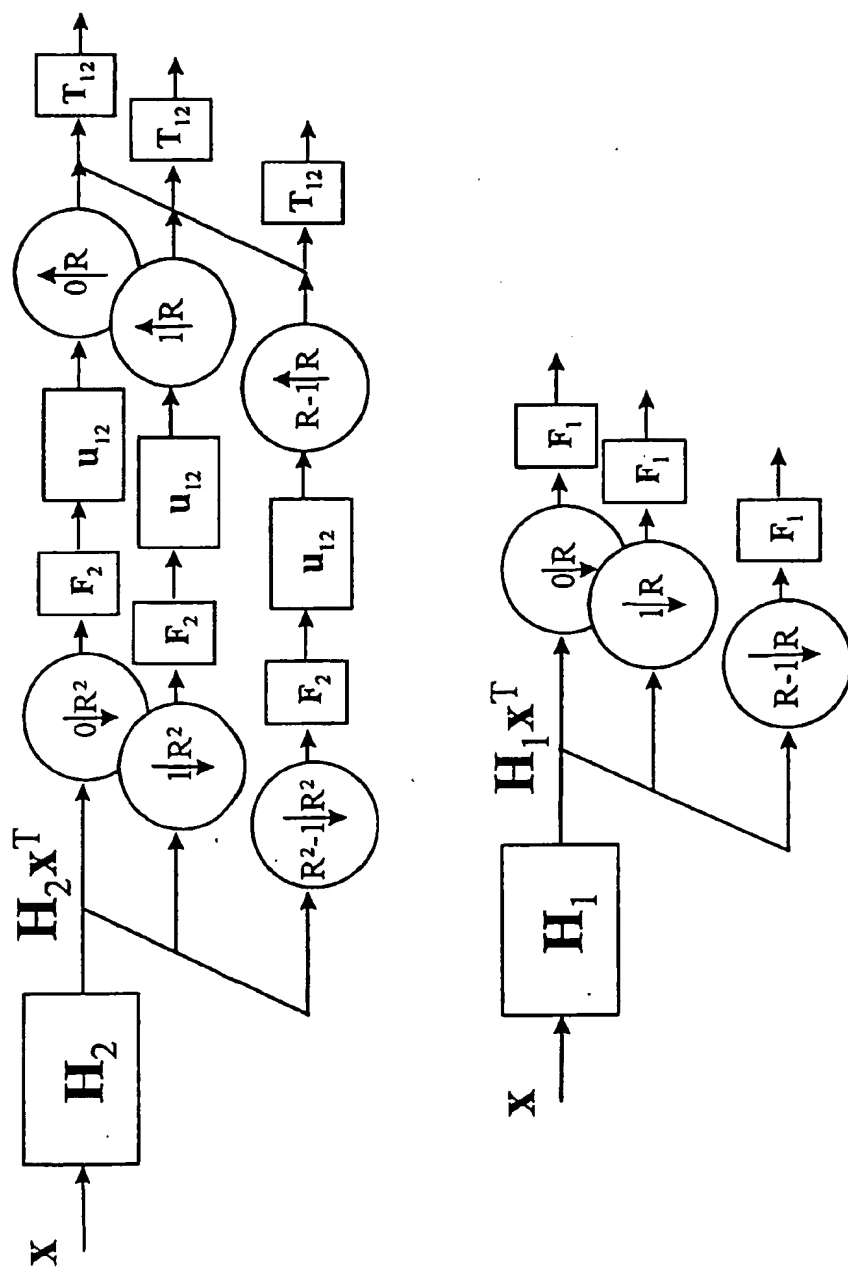 x
H₂
H₂xᵀ
0|R²
F₂
u₁₂
0|R
T₁₂
1|R²
F₂
u₁₂
1|R
T₁₂
R²-1|R²
F₂
u₁₂
R-1|R
T₁₂
x
H₁
H₁xᵀ
0|R
F₁
1|R
F₁
R-1|R
F₁